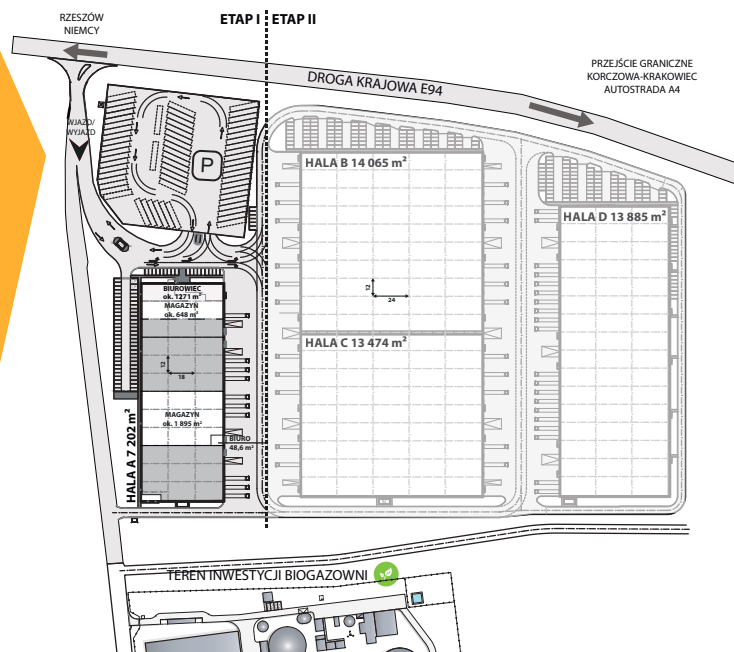 RZESZÓW
NIEMCY
ETAP I
ETAP II
DROGA KRAJOWA E94
PRZEJŚCIE GRANICZNE
KORCZOWA-KRAKOWIEC
AUTOSTRADA A4
WJAZD/
WYJAZD
P
HALA B 14 065 m²
HALA D 13 885 m²
12
24
BIUROWIEC
ok. 1271 m²
MAGAZYN
ok. 648 m²
HALA C 13 474 m²
12
18
MAGAZYN
ok. 1 895 m²
BIURO
48,6 m²
HALA A 7 202 m²
TEREN INWESTYCJI BIOGAZOWNI